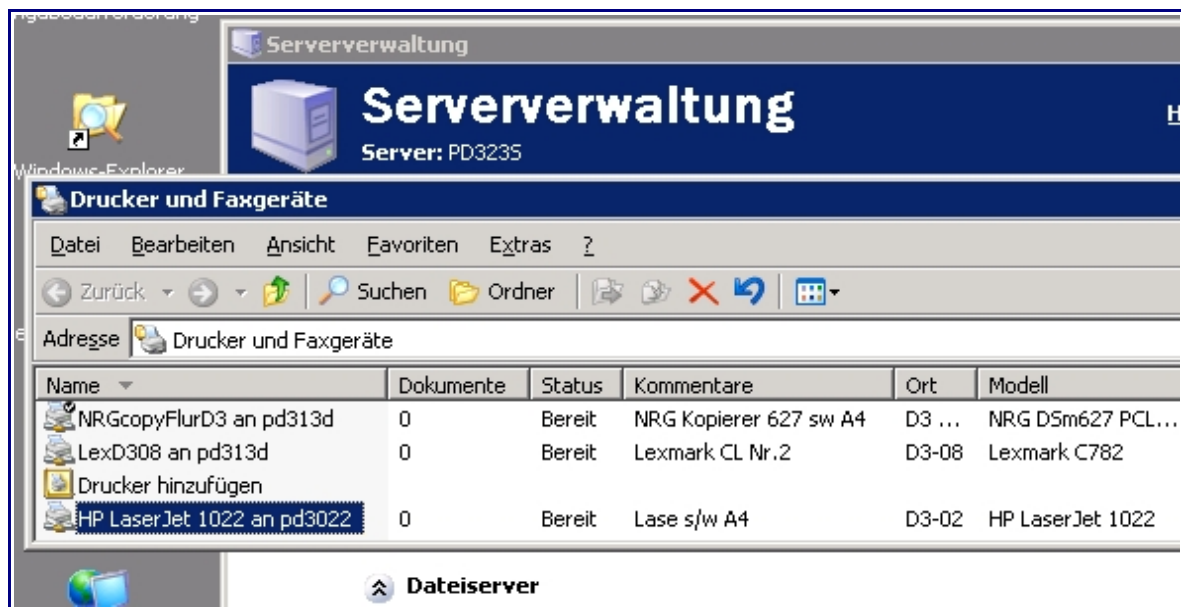 Serververwaltung
Serververwaltung
Server: PD323S
Windows-Explorer
Drucker und Faxgeräte
Datei Bearbeiten Ansicht Favoriten Extras ?
Zurück Suchen Ordner
Adresse Drucker und Faxgeräte
Name Dokumente Status Kommentare Ort Modell
NRGcopyFlurD3 an pd313d 0 Bereit NRG Kopierer 627 sw A4 D3 ... NRG DSm627 PCL...
LexD308 an pd313d 0 Bereit Lexmark CL Nr.2 D3-08 Lexmark C782
Drucker hinzufügen
HP LaserJet 1022 an pd3022 0 Bereit Lase s/w A4 D3-02 HP LaserJet 1022
Dateiserver